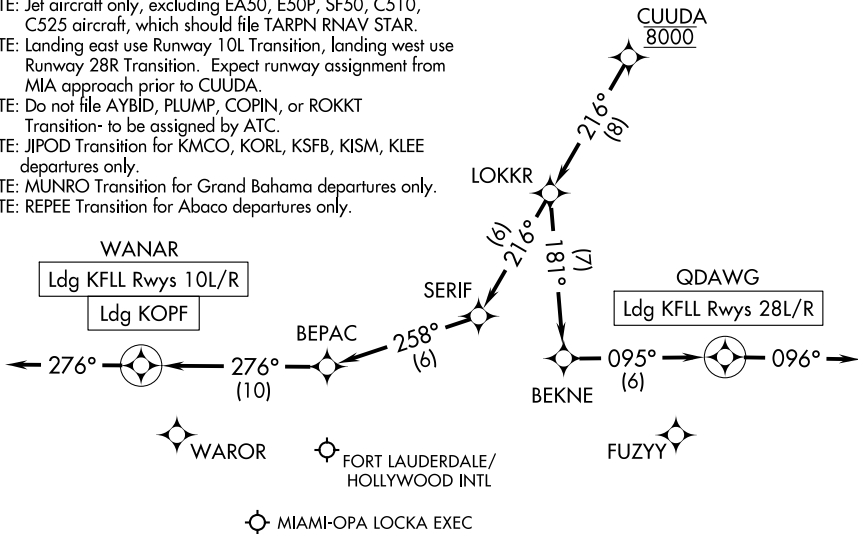 TE: Jet aircraft only, excluding EA50, E50P, SF50, C510,
C525 aircraft, which should file TARPN RNAV STAR.
TE: Landing east use Runway 10L Transition, landing west use
Runway 28R Transition. Expect runway assignment from
MIA approach prior to CUUDA.
TE: Do not file AYBID, PLUMP, COPIN, or ROKKT
Transition- to be assigned by ATC.
TE: JIPOD Transition for KMCO, KORL, KSFB, KISM, KLEE
departures only.
TE: MUNRO Transition for Grand Bahama departures only.
TE: REPEE Transition for Abaco departures only.
CUUDA
8000
216°
(8)
LOKKR
(6)
216°
181°
(7)
WANAR
Ldg KFLL Rwys 10L/R
Ldg KOPF
SERIF
QDAWG
Ldg KFLL Rwys 28L/R
BEPAC
258°
(6)
276°
276°
(10)
095°
(6)
096°
BEKNE
WAROR
FORT LAUDERDALE/
HOLLYWOOD INTL
FUZYY
MIAMI-OPA LOCKA EXEC